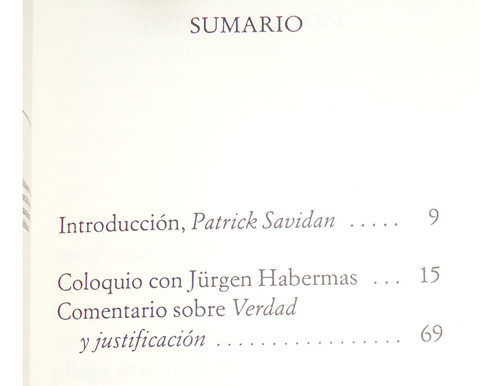 SUMARIO
Introducción, Patrick Savidan ..... 9
Coloquio con Jürgen Habermas ... 15
Comentario sobre Verdad
y justificación ................ 69